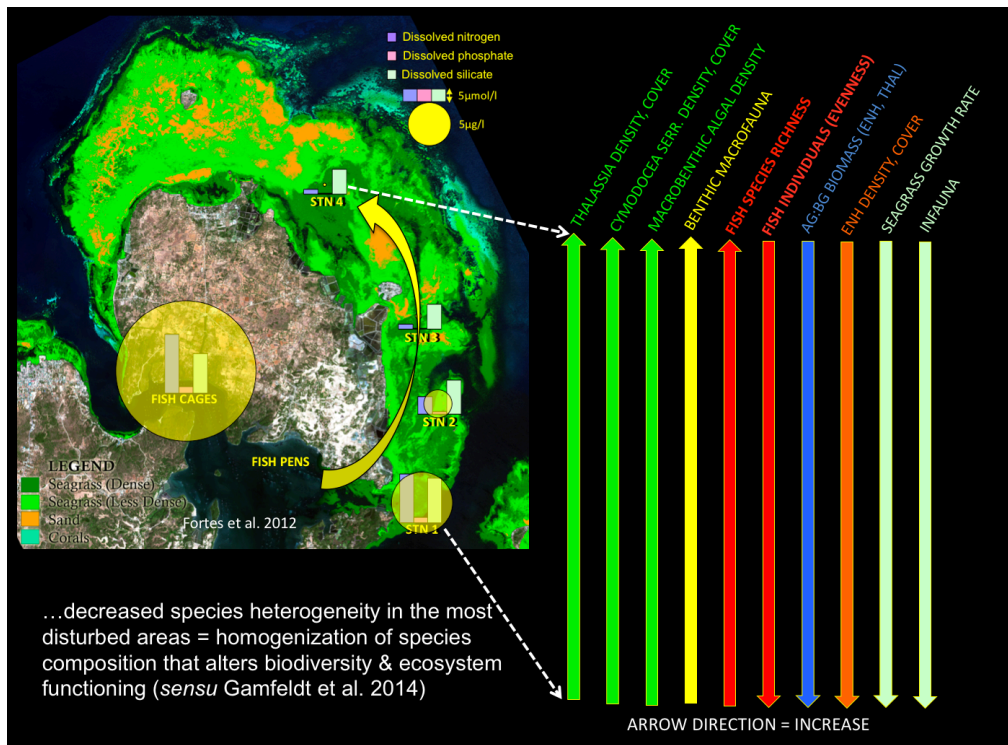 Dissolved nitrogen
Dissolved phosphate
Dissolved silicate
5µmol/l
5µg/l
STN 4
STN 3
STN 2
STN 1
FISH CAGES
FISH PENS
LEGEND
Seagrass (Dense)
Seagrass (Less Dense)
Sand
Corals
Fortes et al. 2012
THALASSIA DENSITY, COVER
CYMODOCEA SERR. DENSITY, COVER
MACROBENTHIC ALGAL DENSITY
BENTHIC MACROFAUNA
FISH SPECIES RICHNESS
FISH INDIVIDUALS (EVENNESS)
AG:BG BIOMASS (ENH, THAL)
ENH DENSITY, COVER
SEAGRASS GROWTH RATE
INFAUNA
...decreased species heterogeneity in the most
disturbed areas = homogenization of species
composition that alters biodiversity & ecosystem
functioning (sensu Gamfeldt et al. 2014)
ARROW DIRECTION = INCREASE